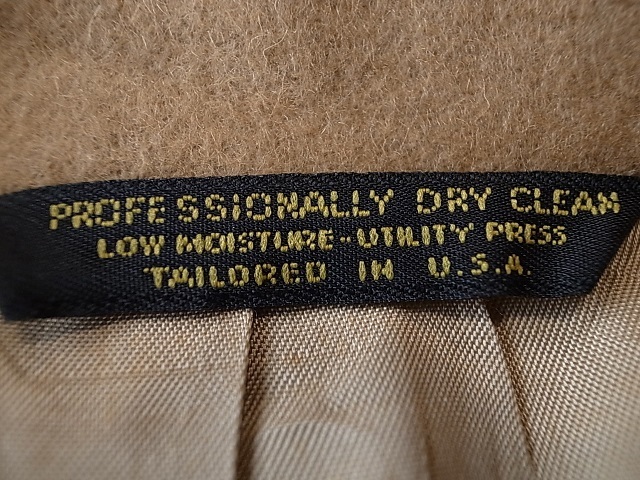 PROFESSIONALLY DRY CLEAN
LOW MOISTURE-UTILITY PRESS
TAILORED IN U.S.A.